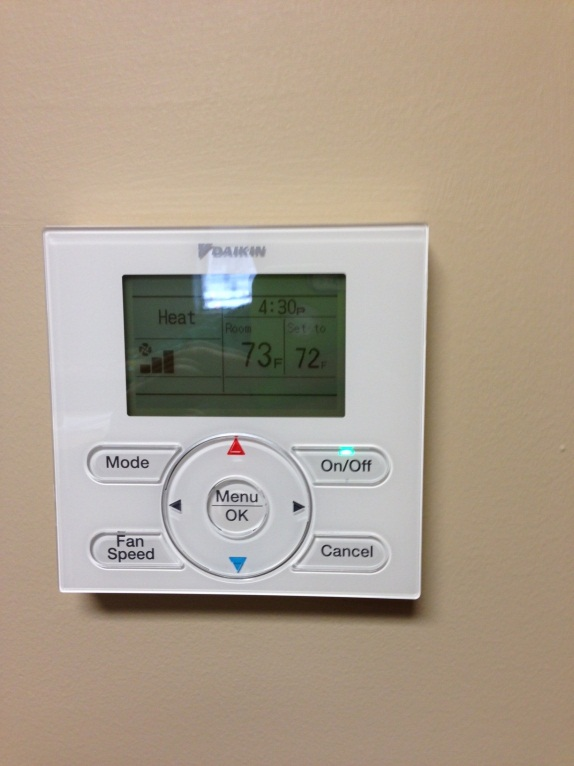 DAIKIN
4:30P
Heat
Room
Set to
73F
72F
Mode
On/Off
Menu
OK
Fan
Speed
Cancel